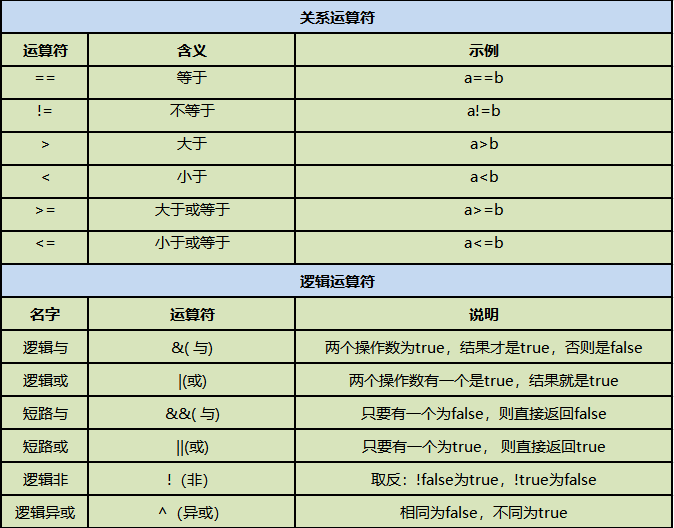 关系运算符
运算符 含义 示例
== 等于 a==b
!= 不等于 a!=b
> 大于 a>b
< 小于 a<b
>= 大于或等于 a>=b
<= 小于或等于 a<=b
逻辑运算符
名字 运算符 说明
逻辑与 &( 与) 两个操作数为true，结果才是true，否则是false
逻辑或 |(或) 两个操作数有一个是true，结果就是true
短路与 &&( 与) 只要有一个为false，则直接返回false
短路或 ||(或) 只要有一个为true， 则直接返回true
逻辑非 ！（非） 取反：!false为true，!true为false
逻辑异或 ^（异或） 相同为false，不同为true